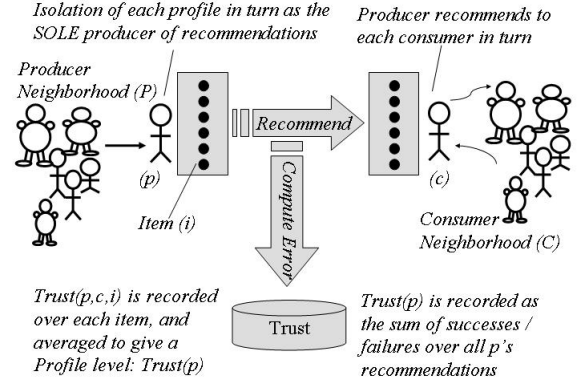 Isolation of each profile in turn as the
SOLE producer of recommendations
Producer recommends to
each consumer in turn
Producer
Neighborhood (P)
Recommend
(p)
(c)
Item (i)
Compute Error
Consumer
Neighborhood (C)
Trust(p,c,i) is recorded
over each item, and
averaged to give a
Profile level: Trust(p)
Trust
Trust(p) is recorded as
the sum of successes /
failures over all p's
recommendations